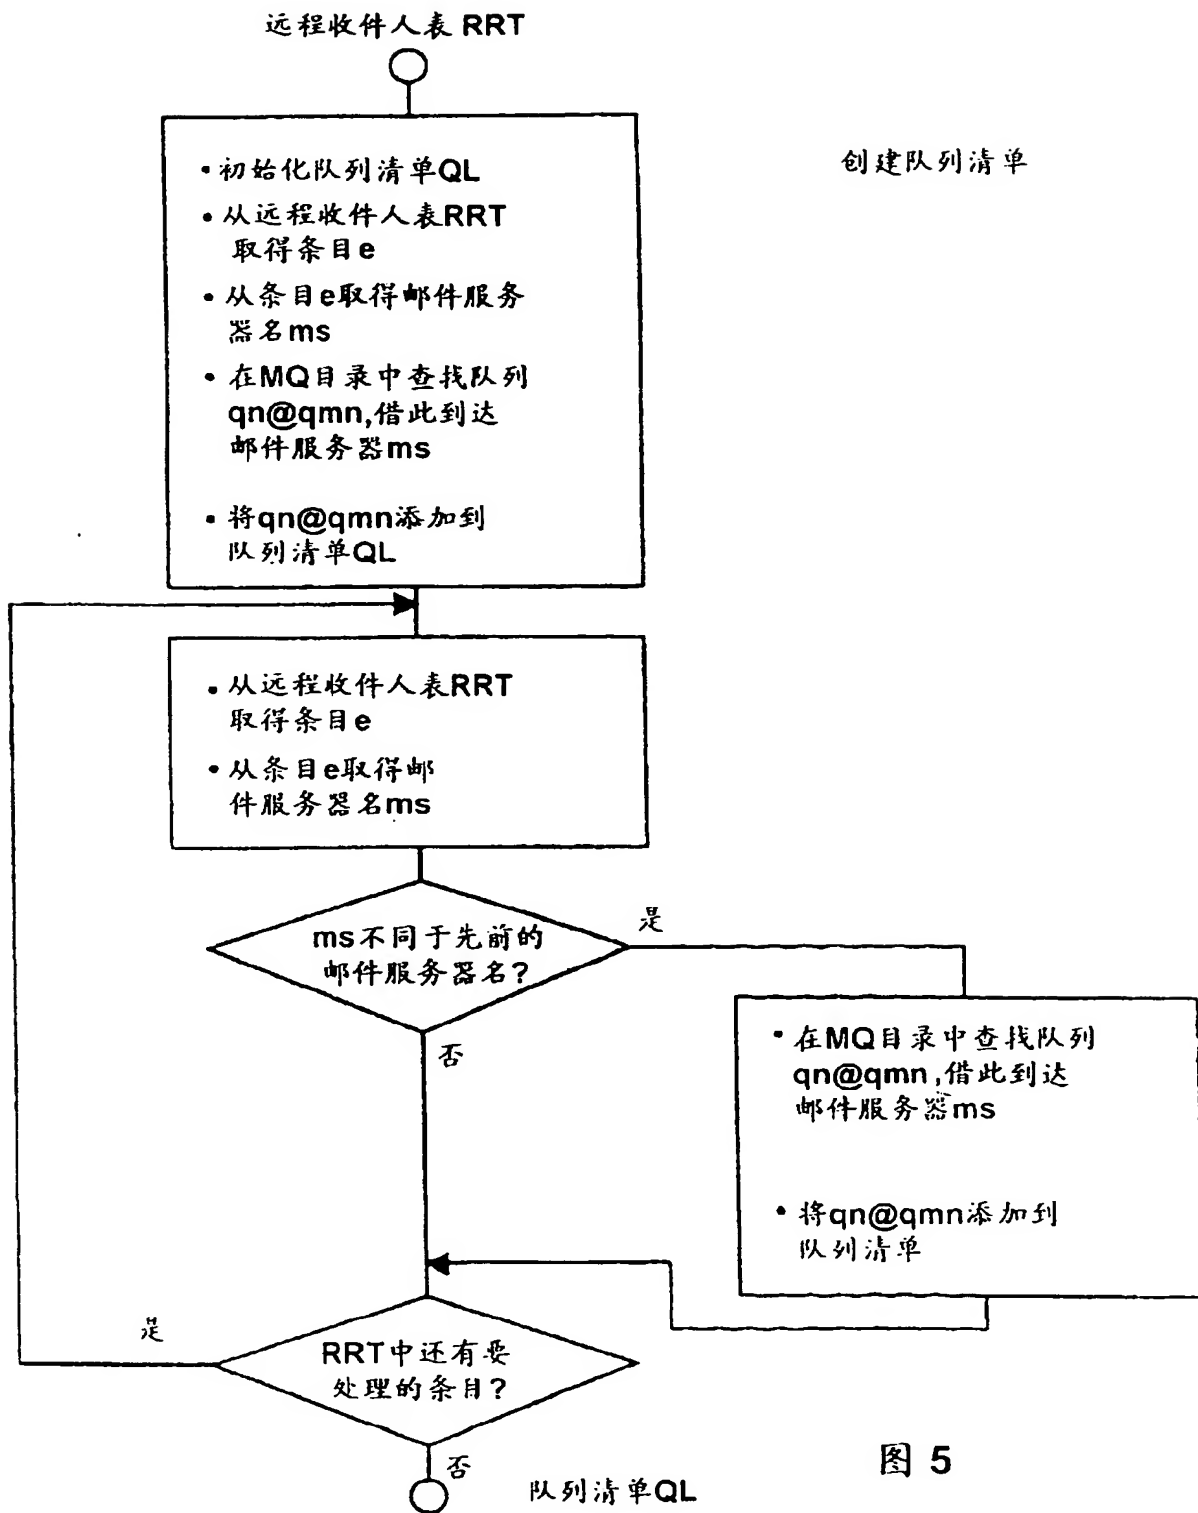 远程收件人表 RRT
创建队列清单
•初始化队列清单QL
•从远程收件人表RRT
取得条目e
•从条目e取得邮件服务
器名ms
•在MQ目录中查找队列
qn@qmn,借此到达
邮件服务器ms
•将qn@qmn添加到
队列清单QL
•从远程收件人表RRT
取得条目e
•从条目e取得邮
件服务器名ms
ms不同于先前的
邮件服务器名?
是
否
•在MQ目录中查找队列
qn@qmn,借此到达
邮件服务器ms
•将qn@qmn添加到
队列清单
是
RRT中还有要
处理的条目?
否
队列清单QL
图 5